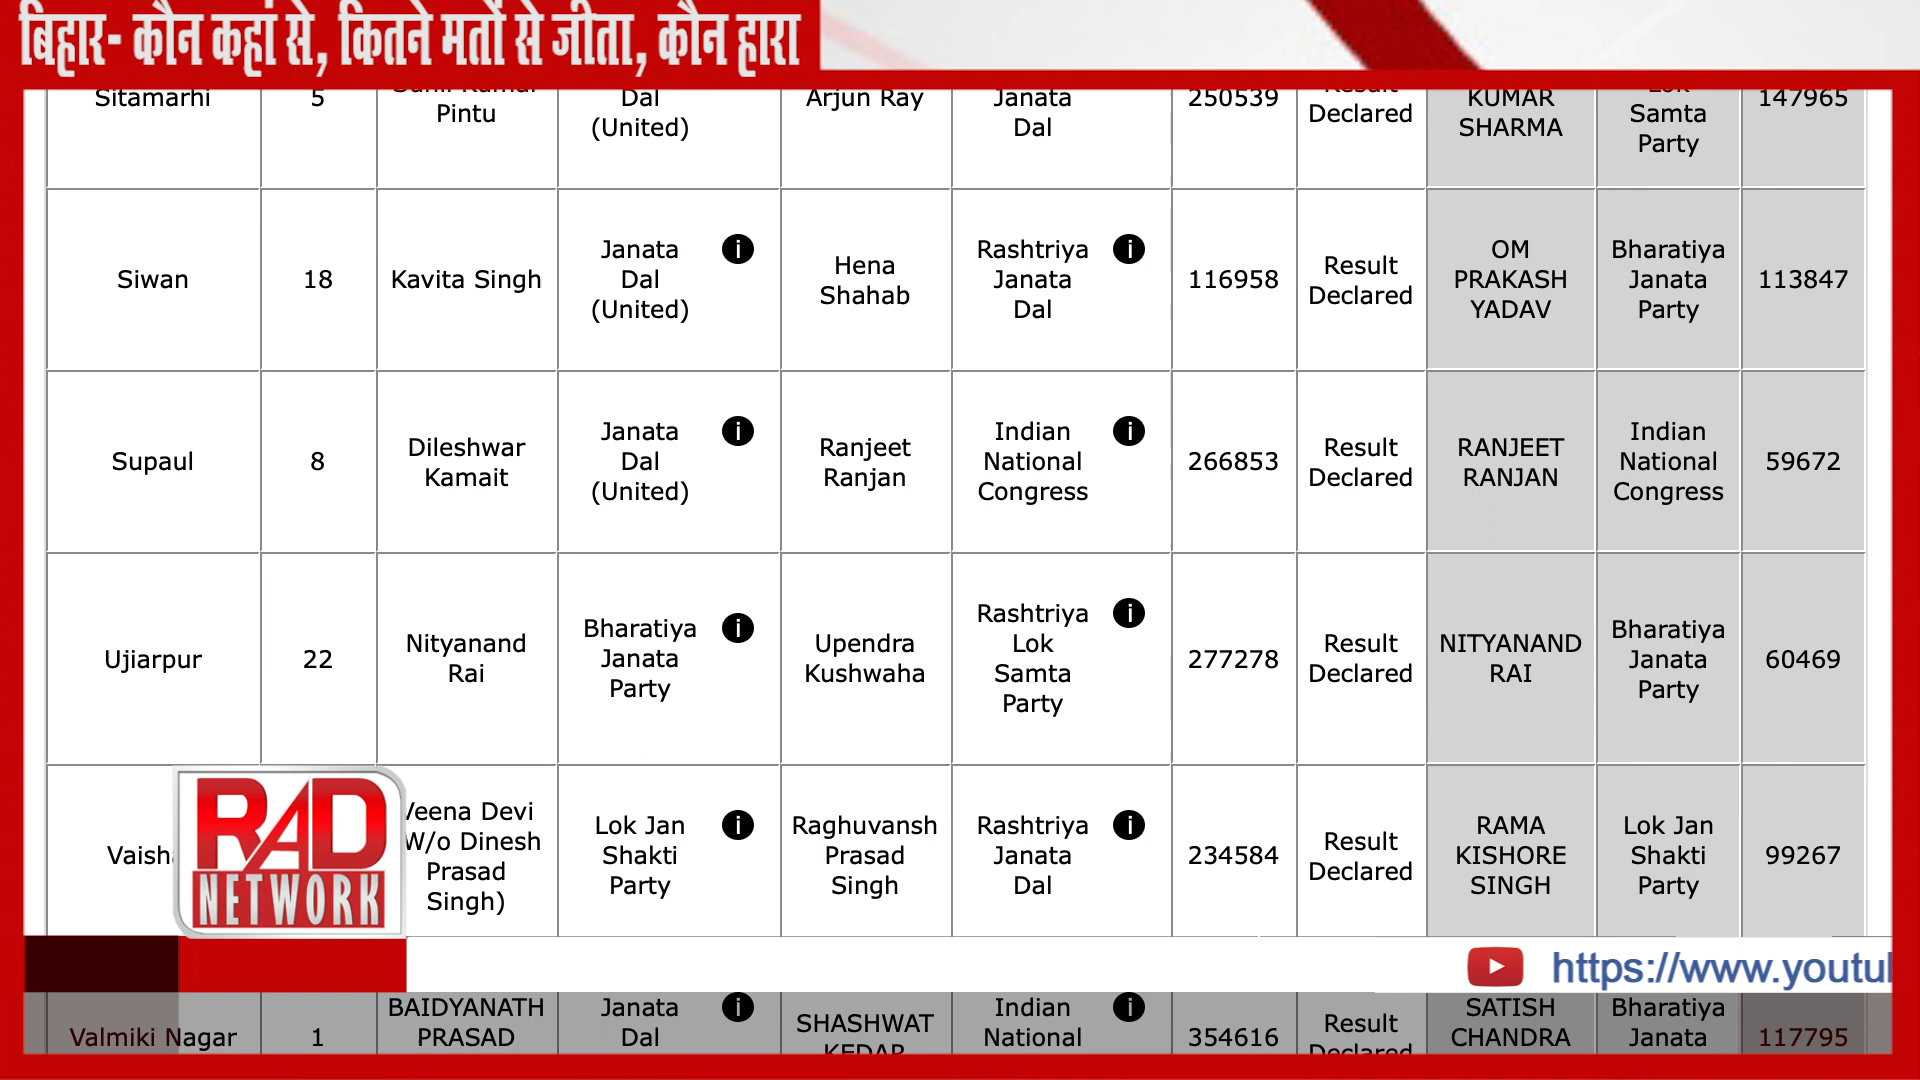 बिहार- कौन कहां से, कितने मतों से जीता, कौन हारा
Sitamarhi 5 Pintu Dal (United) Arjun Ray Janata Dal 250539 Declared KUMAR SHARMA Samta Party 147965
Siwan 18 Kavita Singh Janata Dal (United) i Hena Shahab Rashtriya Janata Dal i 116958 Result Declared OM PRAKASH YADAV Bharatiya Janata Party 113847
Supaul 8 Dileshwar Kamait Janata Dal (United) i Ranjeet Ranjan Indian National Congress i 266853 Result Declared RANJEET RANJAN Indian National Congress 59672
Ujiarpur 22 Nityanand Rai Bharatiya Janata Party i Upendra Kushwaha Rashtriya Lok Samta Party i 277278 Result Declared NITYANAND RAI Bharatiya Janata Party 60469
Veena Devi W/o Dinesh Prasad Singh) Lok Jan Shakti Party i Raghuvansh Prasad Singh Rashtriya Janata Dal i 234584 Result Declared RAMA KISHORE SINGH Lok Jan Shakti Party 99267
RAD
NETWORK
https://www.youtu
Valmiki Nagar 1 BAIDYANATH PRASAD Janata Dal i SHASHWAT Indian National i 354616 Result SATISH CHANDRA Bharatiya Janata 117795